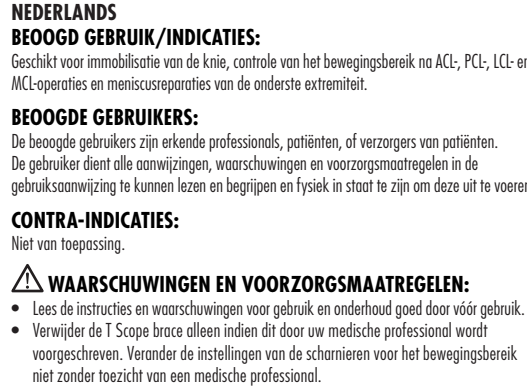 NEDERLANDS
BEOOGD GEBRUIK/INDICATIES:
Geschikt voor immobilisatie van de knie, controle van het bewegingsbereik na ACL-, PCL-, LCL- en
MCL-operaties en meniscusreparaties van de onderste extremiteit.
BEOOGDE GEBRUIKERS:
De beoogde gebruikers zijn erkende professionals, patiënten, of verzorgers van patiënten.
De gebruiker dient alle aanwijzingen, waarschuwingen en voorzorgsmaatregelen in de
gebruiksaanwijzing te kunnen lezen en begrijpen en fysiek in staat te zijn om deze uit te voeren
CONTRA-INDICATIES:
Niet van toepassing.
WAARSCHUWINGEN EN VOORZORGSMAATREGELEN:
• Lees de instructies en waarschuwingen voor gebruik en onderhoud goed door vóór gebruik.
• Verwijder de T Scope brace alleen indien dit door uw medische professional wordt
voorgeschreven. Verander de instellingen van de scharnieren voor het bewegingsbereik
niet zonder toezicht van een medische professional.